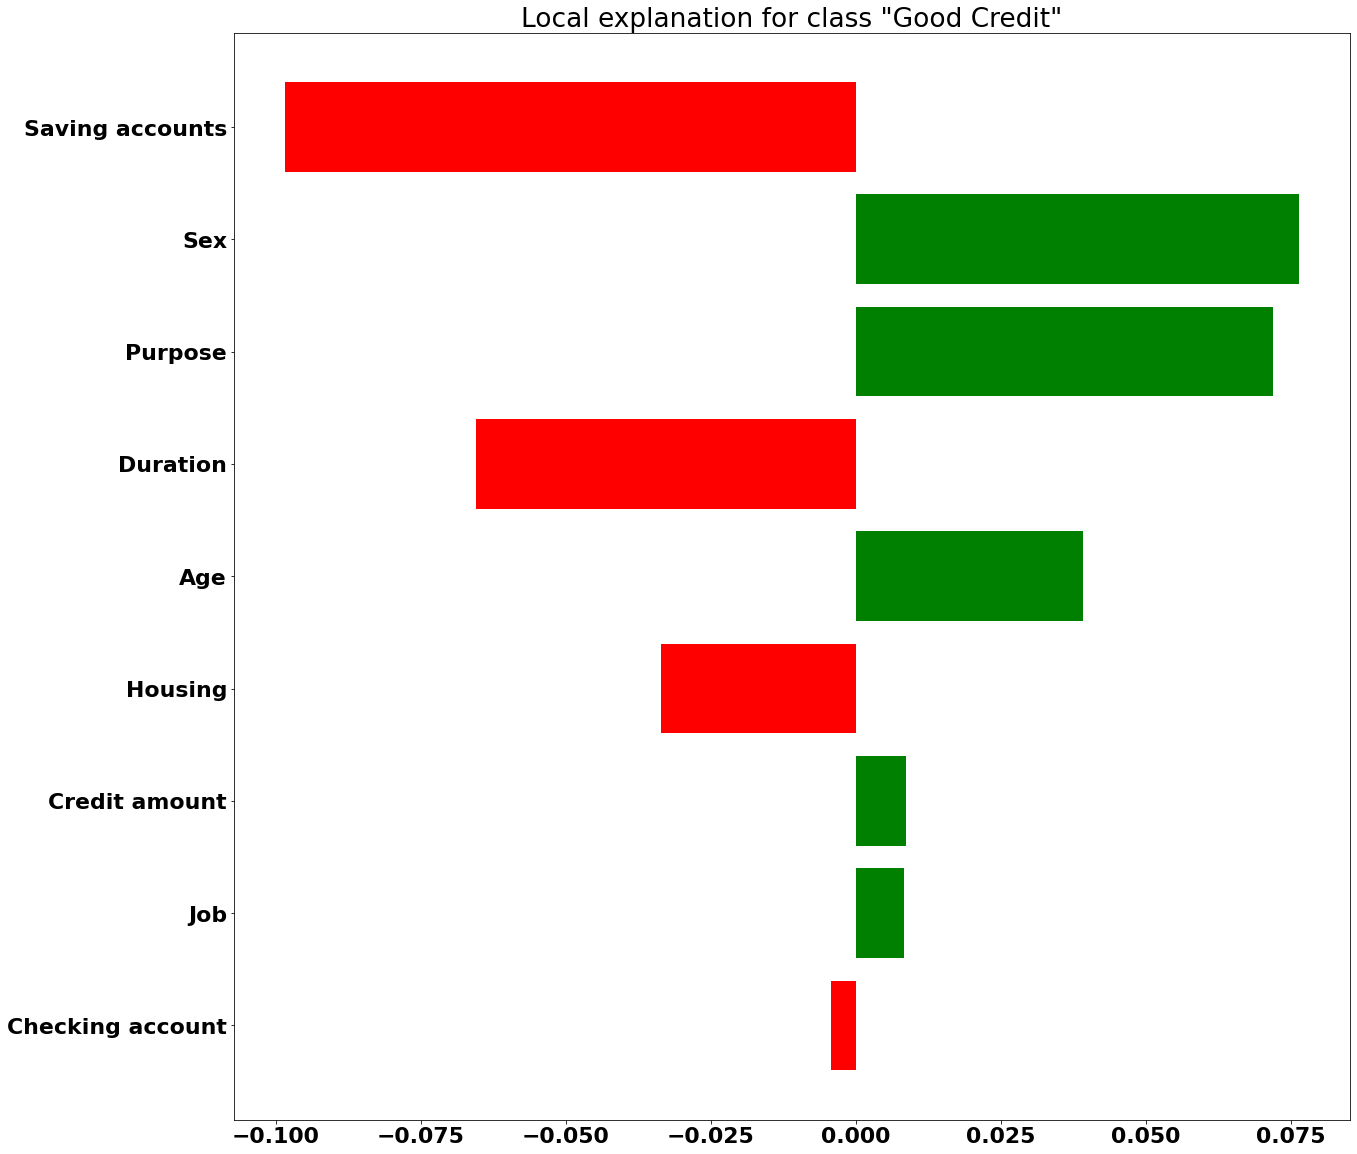 Local explanation for class "Good Credit"
Saving accounts
Sex
Purpose
Duration
Age
Housing
Credit amount
Job
Checking account
−0.100 −0.075 −0.050 −0.025 0.000 0.025 0.050 0.075